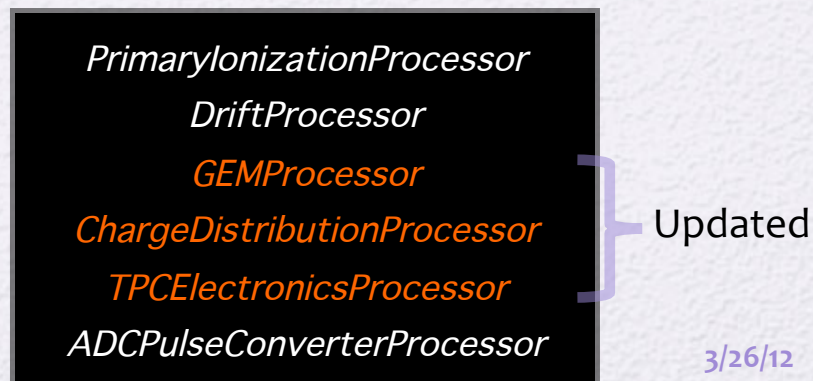 PrimaryIonizationProcessor
DriftProcessor
GEMProcessor
ChargeDistributionProcessor
TPCElectronicsProcessor
ADCPulseConverterProcessor
Updated
3/26/12